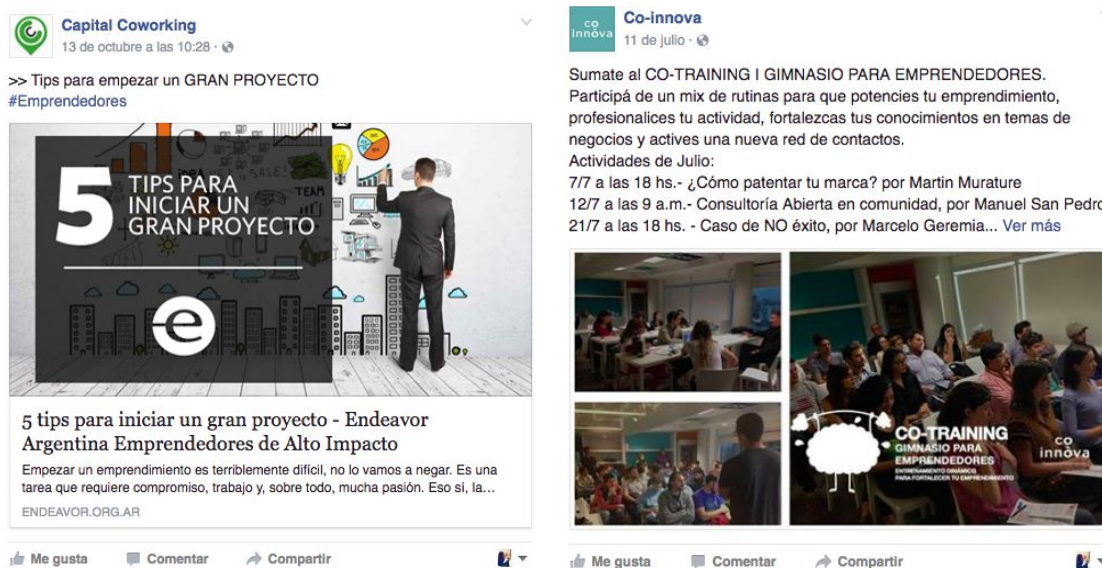 Capital Coworking
13 de octubre a las 10:28 ·
>> Tips para empezar un GRAN PROYECTO
#Emprendedores
5 TIPS PARA
INICIAR UN
GRAN PROYECTO
TEAM
e
5 tips para iniciar un gran proyecto - Endeavor
Argentina Emprendedores de Alto Impacto
Empezar un emprendimiento es terriblemente difícil, no lo vamos a negar. Es una
tarea que requiere compromiso, trabajo y, sobre todo, mucha pasión. Eso sí, la...
ENDEAVOR.ORG.AR
Me gusta Comentar Compartir
co
innova
Co-innova
11 de julio ·
Sumate al CO-TRAINING I GIMNASIO PARA EMPRENDEDORES.
Participá de un mix de rutinas para que potencies tu emprendimiento,
profesionalices tu actividad, fortalezcas tus conocimientos en temas de
negocios y actives una nueva red de contactos.
Actividades de Julio:
7/7 a las 18 hs.- ¿Cómo patentar tu marca? por Martin Murature
12/7 a las 9 a.m.- Consultoría Abierta en comunidad, por Manuel San Pedro
21/7 a las 18 hs. - Caso de NO éxito, por Marcelo Geremia... Ver más
CO-TRAINING
GIMNASIO PARA
EMPRENDEDORES
ENTRENAMIENTO DINÁMICO
PARA FORTALECER TU EMPRENDIMIENTO
co
innova
Me gusta Comentar Compartir